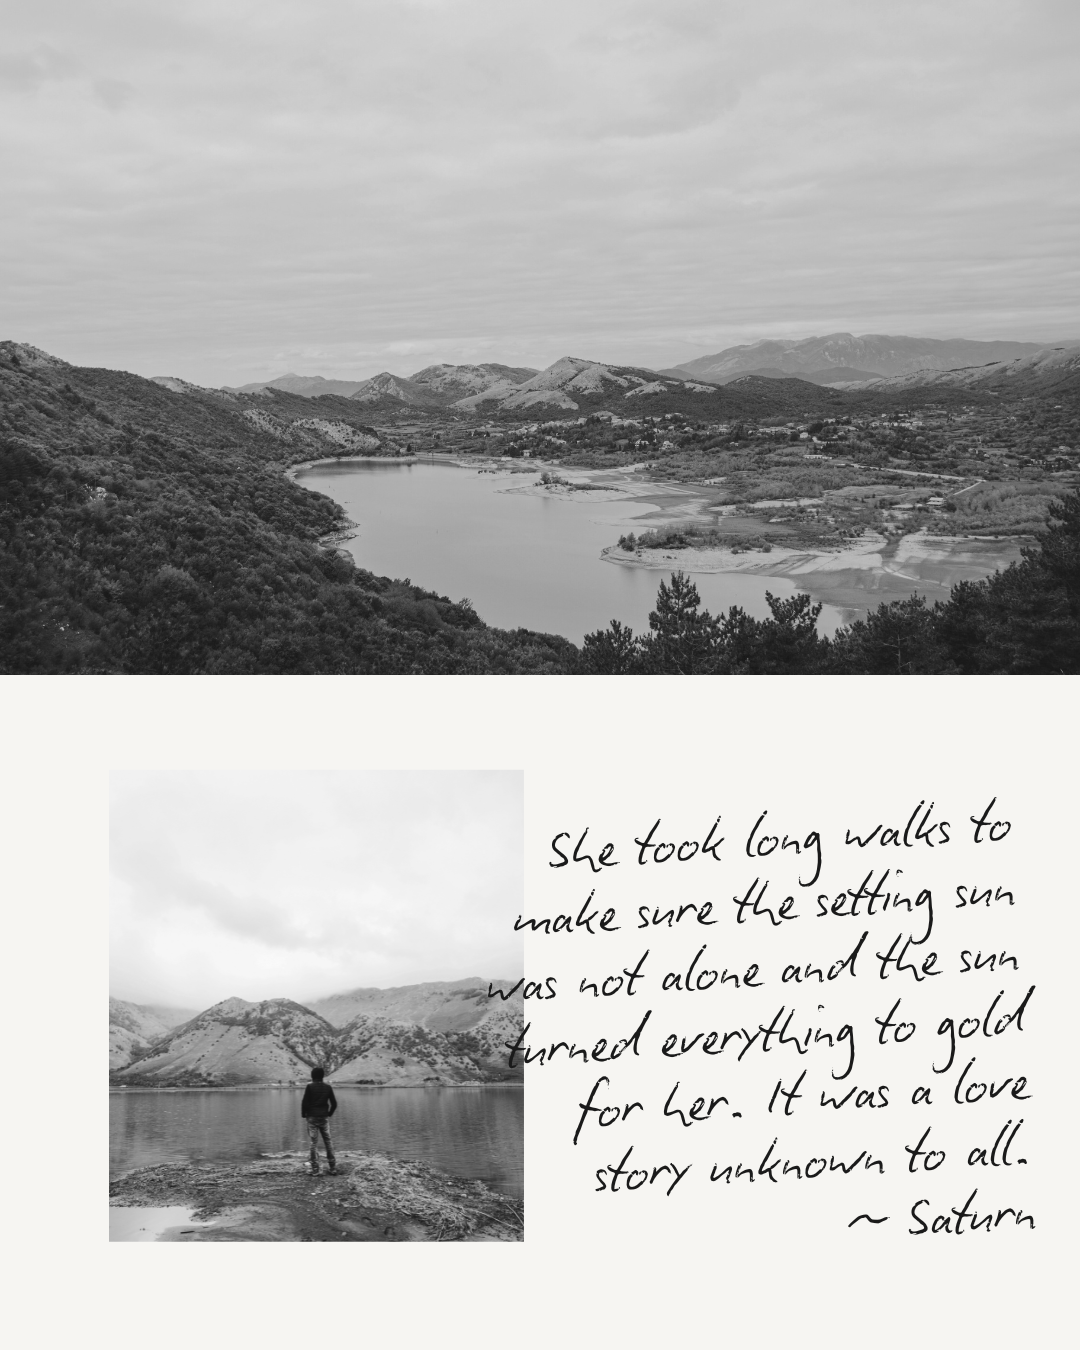 She took long walks to
make sure the setting sun
was not alone and the sun
turned everything to gold
for her. It was a love
story unknown to all.
~ Saturn